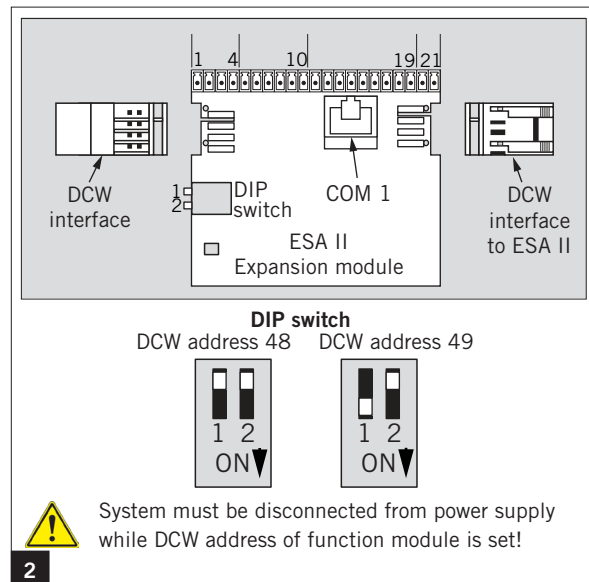 1 4 10 19 21
DCW
interface
1
2
DIP
switch
COM 1
DCW
interface
to ESA II
ESA II
Expansion module
DIP switch
DCW address 48 DCW address 49
1 2
ON
1 2
ON
System must be disconnected from power supply
while DCW address of function module is set!
2